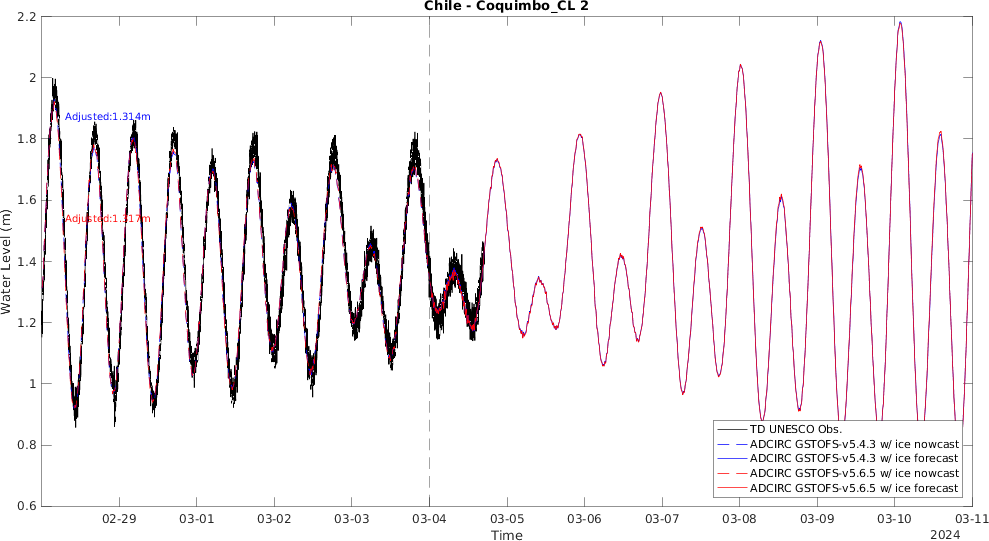 Chile - Coquimbo_CL 2
2.2
2
1.8
1.6
1.4
1.2
1
0.8
0.6
Water Level (m)
Adjusted:1.314m
Adjusted:1.317m
TD UNESCO Obs.
ADCIRC GSTOFS-v5.4.3 w/ ice nowcast
ADCIRC GSTOFS-v5.4.3 w/ ice forecast
ADCIRC GSTOFS-v5.6.5 w/ ice nowcast
ADCIRC GSTOFS-v5.6.5 w/ ice forecast
02-29 03-01 03-02 03-03 03-04 03-05 03-06 03-07 03-08 03-09 03-10 03-11
Time
2024